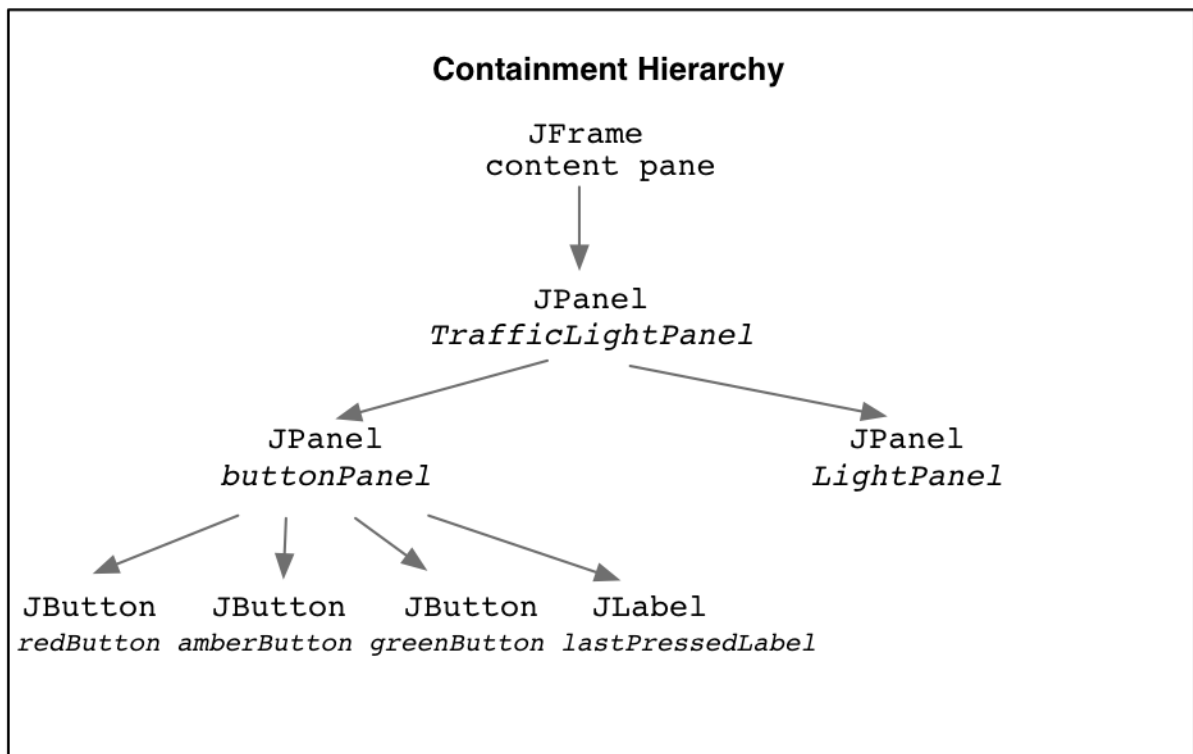 Containment Hierarchy
JFrame
content pane
JPanel
TrafficLightPanel
JPanel JPanel
buttonPanel LightPanel
JButton JButton JButton JLabel
redButton amberButton greenButton lastPressedLabel